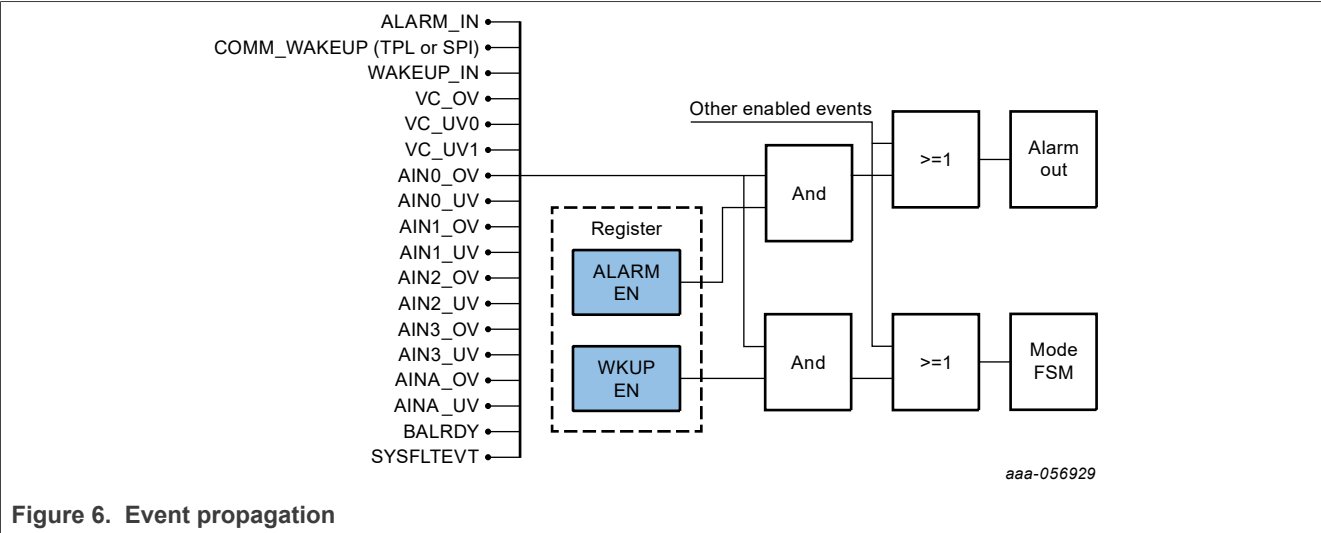 ALARM_IN
COMM_WAKEUP (TPL or SPI)
WAKEUP_IN
VC_OV
VC_UV0
VC_UV1
AIN0_OV
AIN0_UV
AIN1_OV
AIN1_UV
AIN2_OV
AIN2_UV
AIN3_OV
AIN3_UV
AINA_OV
AINA_UV
BALRDY
SYSFLTEVT
Register
ALARM
EN
WKUP
EN
Other enabled events
And
>=1
Alarm
out
And
>=1
Mode
FSM
aaa-056929
Figure 6. Event propagation